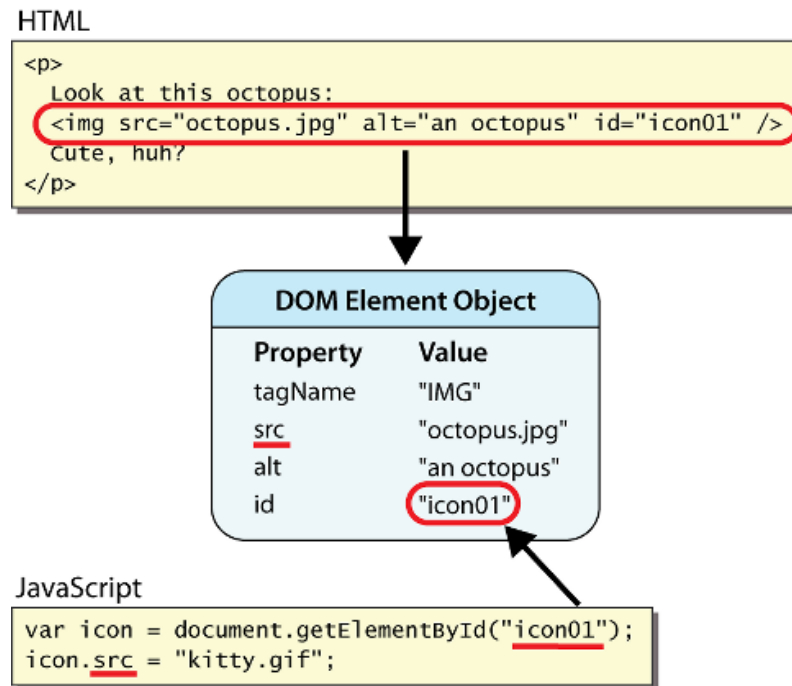 HTML
<p>
Look at this octopus:
<img src="octopus.jpg" alt="an octopus" id="icon01" />
Cute, huh?
</p>
DOM Element Object
Property Value
tagName "IMG"
src "octopus.jpg"
alt "an octopus"
id "icon01"
JavaScript
var icon = document.getElementById("icon01");
icon.src = "kitty.gif";